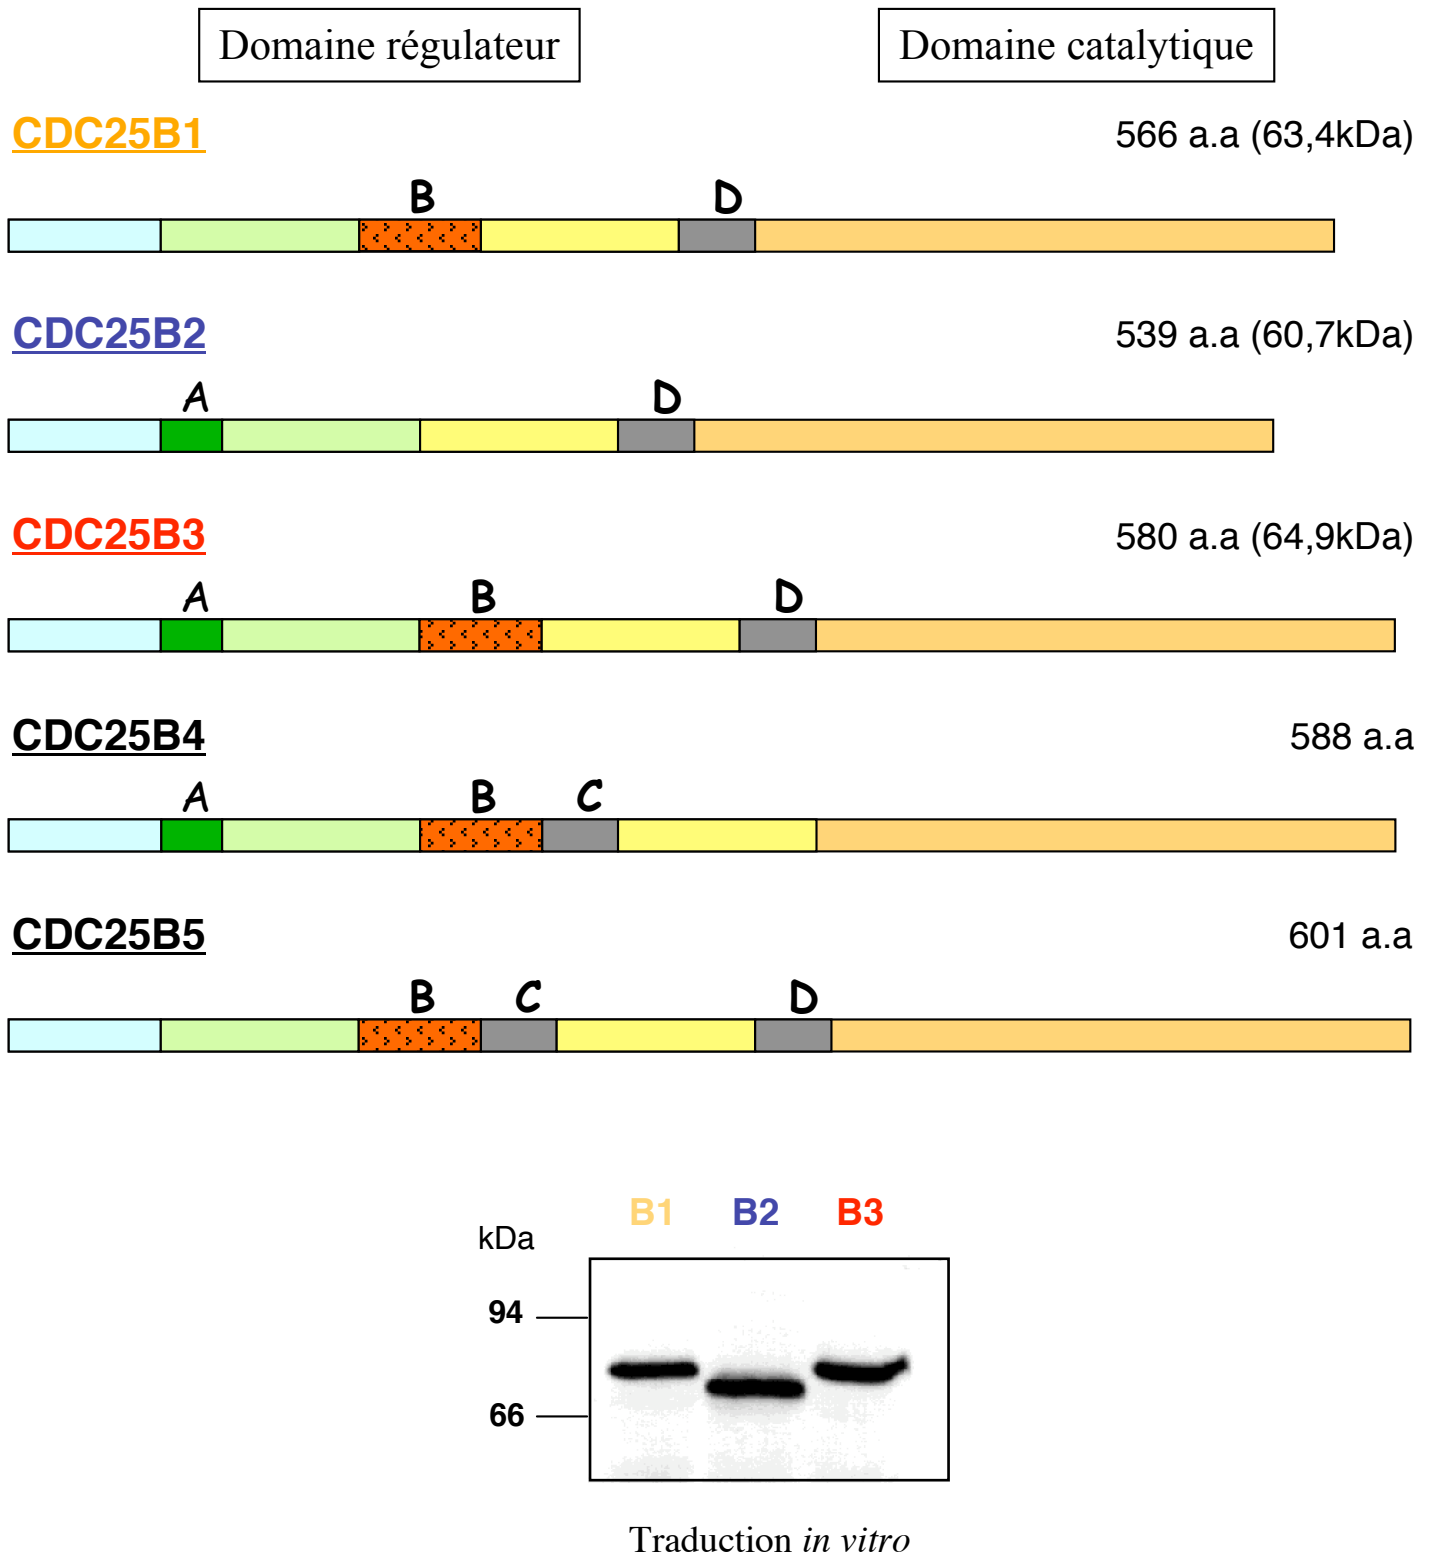 Domaine régulateur Domaine catalytique
CDC25B1 566 a.a (63,4kDa)
B D
CDC25B2 539 a.a (60,7kDa)
A D
CDC25B3 580 a.a (64,9kDa)
A B D
CDC25B4 588 a.a
A B C
CDC25B5 601 a.a
B C D
B1 B2 B3
kDa
94
66
Traduction in vitro